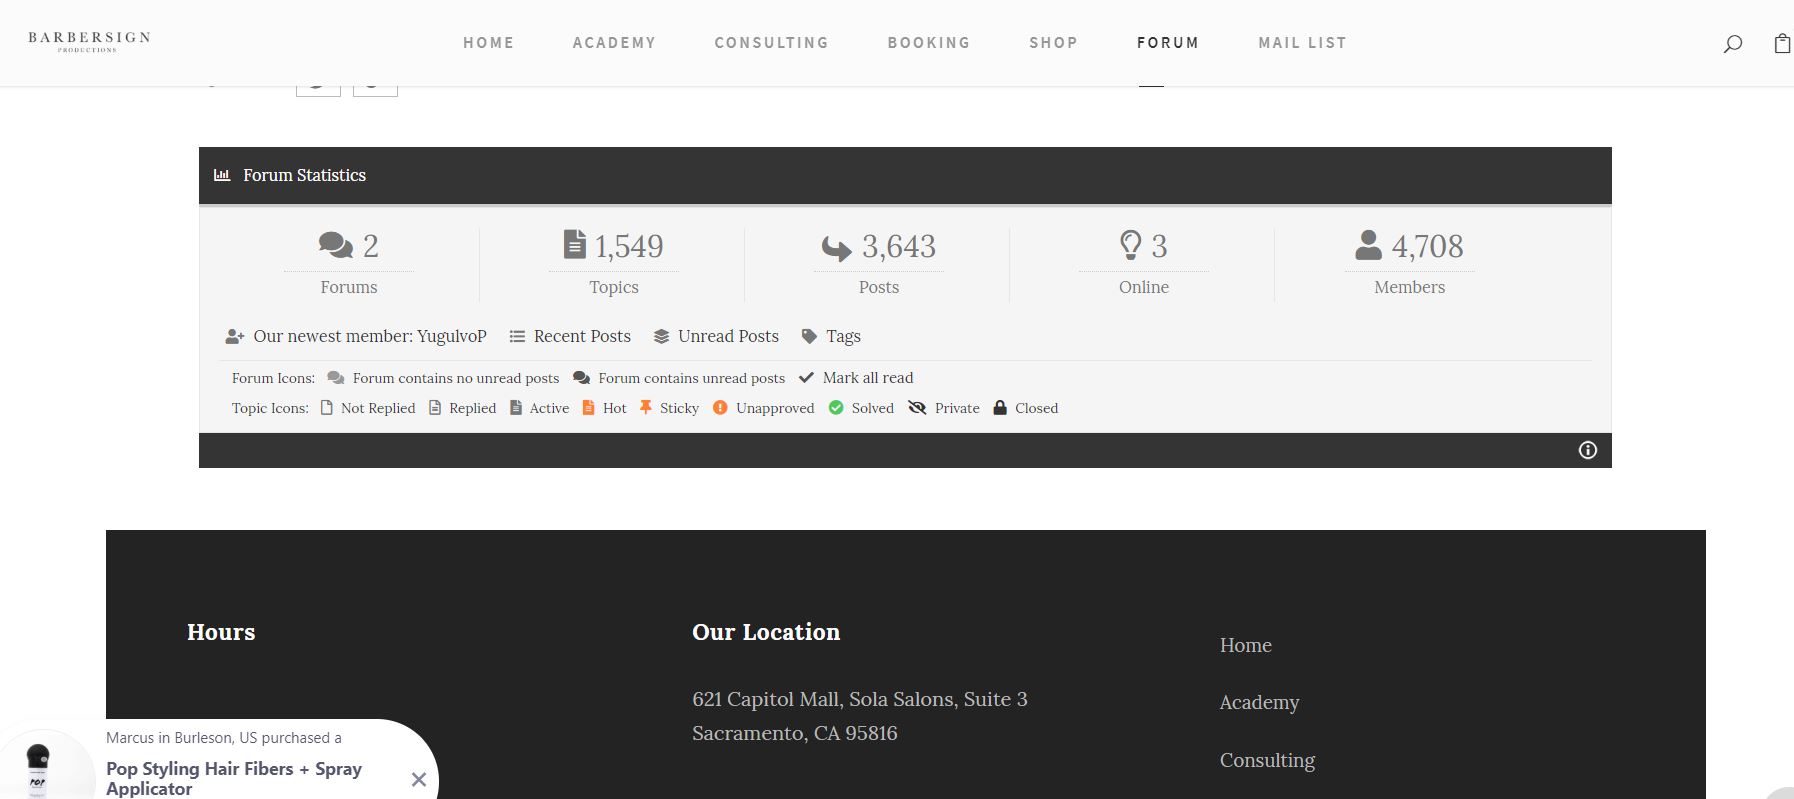 BARBERSIGN
PRODUCTIONS
HOME ACADEMY CONSULTING BOOKING SHOP FORUM MAIL LIST
Forum Statistics
2 1,549 3,643 3 4,708
Forums Topics Posts Online Members
Our newest member: YugulvoP Recent Posts Unread Posts Tags
Forum Icons: Forum contains no unread posts Forum contains unread posts Mark all read
Topic Icons: Not Replied Replied Active Hot Sticky Unapproved Solved Private Closed
Hours
Our Location
621 Capitol Mall, Sola Salons, Suite 3
Sacramento, CA 95816
Home
Academy
Consulting
Marcus in Burleson, US purchased a
Pop Styling Hair Fibers + Spray
Applicator
POP